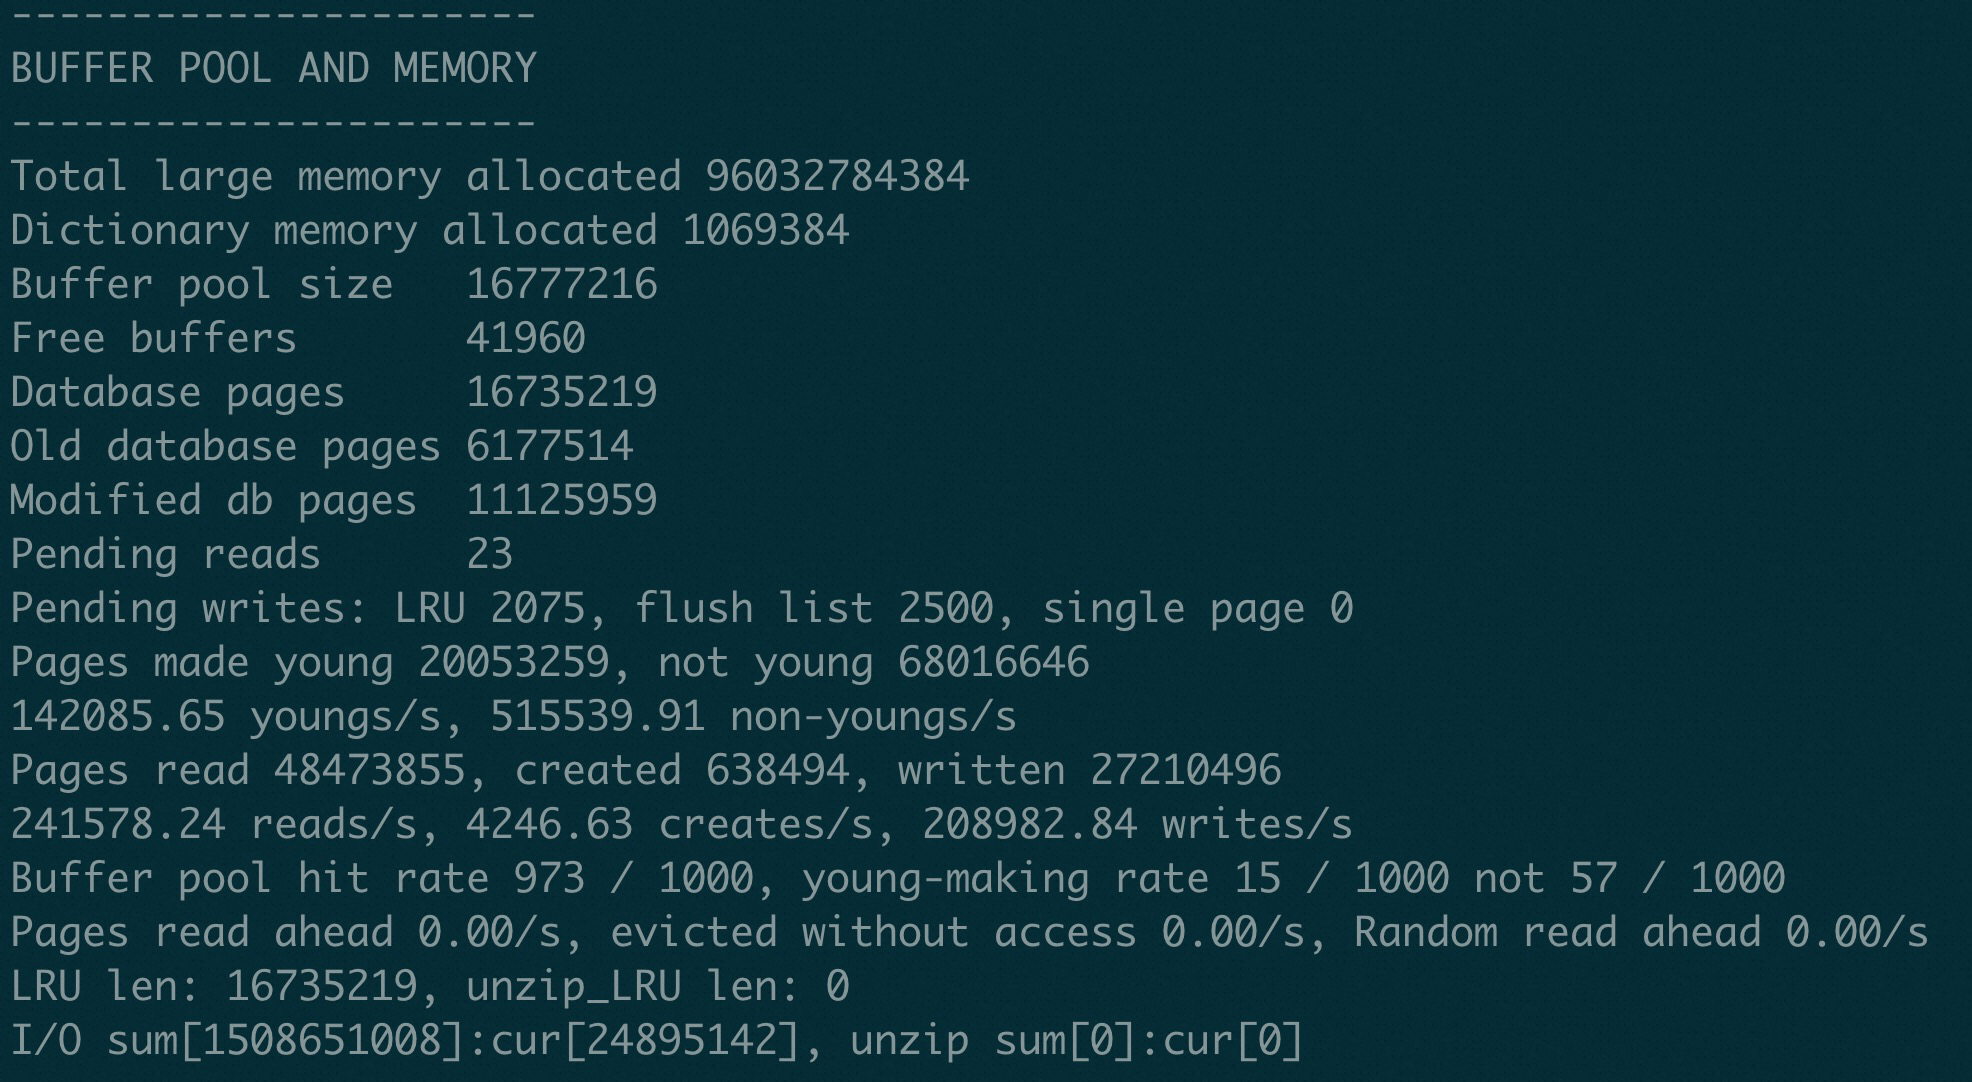 ----------------------
BUFFER POOL AND MEMORY
----------------------
Total large memory allocated 96032784384
Dictionary memory allocated 1069384
Buffer pool size   16777216
Free buffers       41960
Database pages     16735219
Old database pages 6177514
Modified db pages  11125959
Pending reads      23
Pending writes: LRU 2075, flush list 2500, single page 0
Pages made young 20053259, not young 68016646
142085.65 youngs/s, 515539.91 non-youngs/s
Pages read 48473855, created 638494, written 27210496
241578.24 reads/s, 4246.63 creates/s, 208982.84 writes/s
Buffer pool hit rate 973 / 1000, young-making rate 15 / 1000 not 57 / 1000
Pages read ahead 0.00/s, evicted without access 0.00/s, Random read ahead 0.00/s
LRU len: 16735219, unzip_LRU len: 0
I/O sum[1508651008]:cur[24895142], unzip sum[0]:cur[0]